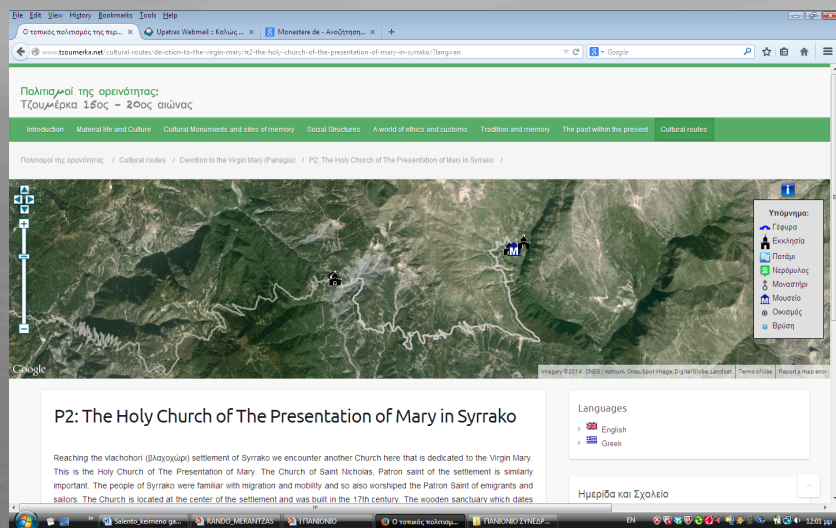 File Edit View History Bookmarks Tools Help
Ο τοπικός πολιτισμός της περ... × Upatras Webmail :: Καλώς ... × Monastere de - Αναζήτηση... × +
www.tzoumerka.net/cultural-routes/devotion-to-the-virgin-mary/π2-the-holy-church-of-the-presentation-of-mary-in-syrrako/?lang=en Google
Πολιτισμοί της ορεινότητας:
Τζουμέρκα 15ος – 20ος αιώνας
Introduction Material life and Culture Cultural Monuments and sites of memory Social Structures A world of ethics and customs Tradition and memory The past within the present Cultural routes
Πολιτισμοί της ορεινότητας: / Cultural routes / Devotion to the Virgin Mary (Panagia) / P2: The Holy Church of The Presentation of Mary in Syrrako /
Υπόμνημα:
Γέφυρα
Εκκλησία
Ποτάμι
Νερόμυλος
Μοναστήρι
Μουσείο
Οικισμός
Βρύση
Google
Imagery ©2014 , CNES / Astrium, Cnes/Spot Image, DigitalGlobe, Landsat Terms of Use Report a map error
P2: The Holy Church of The Presentation of Mary in Syrrako
Reaching the vlachohori (βλαχοχώρι) settlement of Syrrako we encounter another Church here that is dedicated to the Virgin Mary.
This is the Holy Church of The Presentation of Mary. The Church of Saint Nicholas, Patron saint of the settlement is similarly
important. The people of Syrrako were familiar with migration and mobility and so also worshiped the Patron Saint of emigrants and
sailors. The Church is located at the center of the settlement and was built in the 17th century. The wooden sanctuary which dates
Languages
English
Greek
Ημερίδα και Σχολείο
Salento_keimeno ga... RANDO_MERANTZAS 1 ΠΑΝΙΟΝΙΟ Ο τοπικός πολιτισμ... ΠΑΝΙΟΝΙΟ ΣΥΝΕΔΡ... EN 12:01 μμ